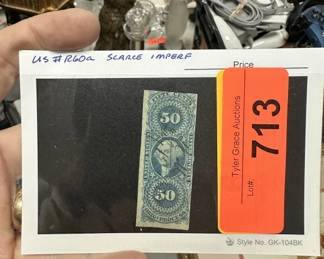 US #R60a SCARCE IMPERF
Price
50
50
Tyler Grace Auctions
Lot#:
713
Style No. GK-104BK